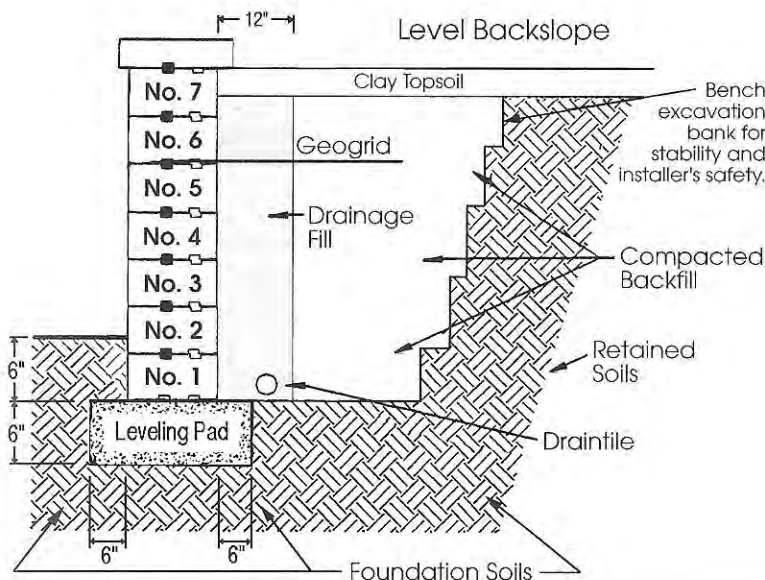 12"
Level Backslope
Clay Topsoil
Bench
excavation
bank for
stability and
installer's safety.
No. 7
No. 6
Geogrid
No. 5
Drainage
Fill
No. 4
Compacted
Backfill
No. 3
No. 2
6"
Retained
Soils
No. 1
6"
Leveling Pad
Draintile
6"
6"
Foundation Soils